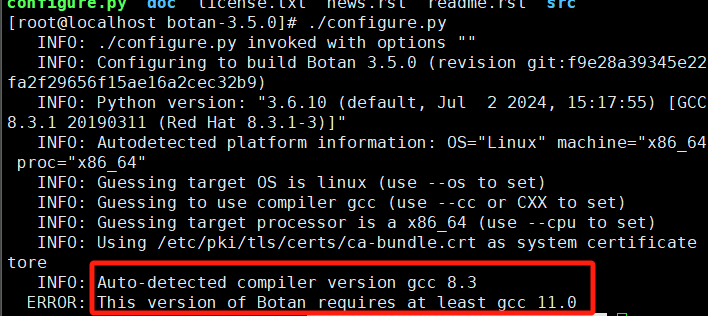 configure.py doc license.txt news.rst readme.rst src
[root@localhost botan-3.5.0]# ./configure.py
INFO: ./configure.py invoked with options ""
INFO: Configuring to build Botan 3.5.0 (revision git:f9e28a39345e22
fa2f29656f15ae16a2cec32b9)
INFO: Python version: "3.6.10 (default, Jul  2 2024, 15:17:55) [GCC
8.3.1 20190311 (Red Hat 8.3.1-3)]"
INFO: Autodetected platform information: OS="Linux" machine="x86_64
proc="x86_64"
INFO: Guessing target OS is linux (use --os to set)
INFO: Guessing to use compiler gcc (use --cc or CXX to set)
INFO: Guessing target processor is a x86_64 (use --cpu to set)
INFO: Using /etc/pki/tls/certs/ca-bundle.crt as system certificate
tore
INFO: Auto-detected compiler version gcc 8.3
ERROR: This version of Botan requires at least gcc 11.0